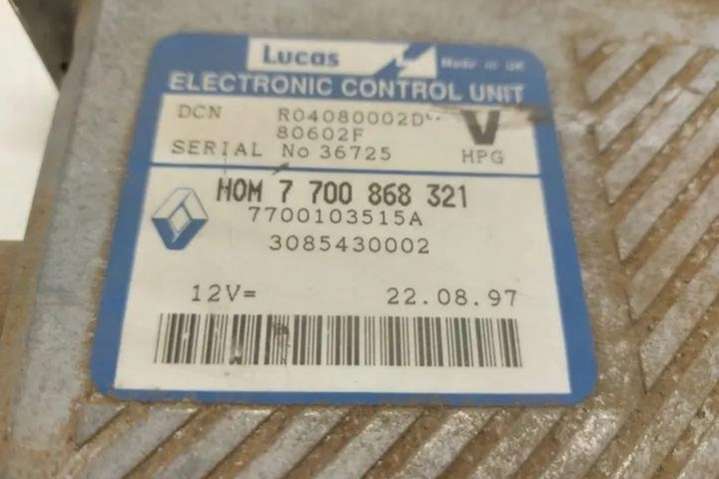 Lucas Made in UK
ELECTRONIC CONTROL UNIT
DCN R04080002D V
80602F
SERIAL No 36725 HPG
HOM 7 700 868 321
7700103515A
3085430002
12V= 22.08.97